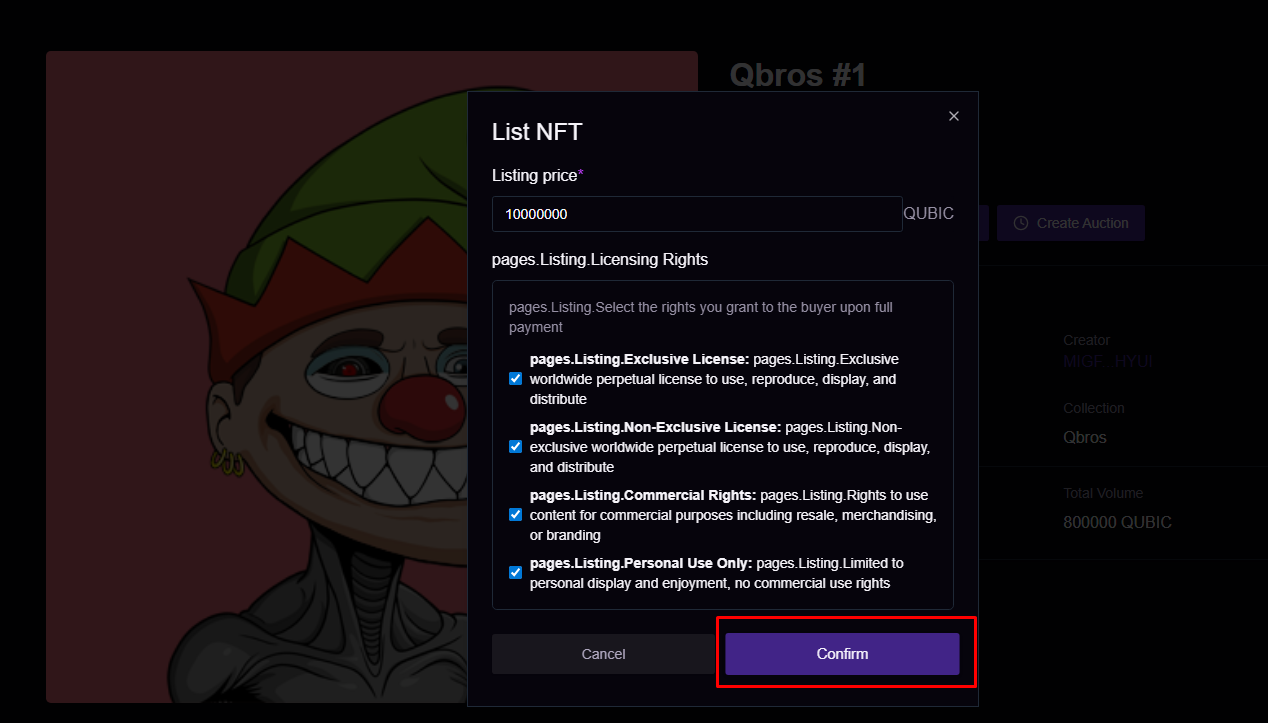 Qbros #1
List NFT
×
Listing price*
10000000
QUBIC
Create Auction
pages.Listing.Licensing Rights
pages.Listing.Select the rights you grant to the buyer upon full
payment
pages.Listing.Exclusive License: pages.Listing.Exclusive
worldwide perpetual license to use, reproduce, display, and
distribute
pages.Listing.Non-Exclusive License: pages.Listing.Non-
exclusive worldwide perpetual license to use, reproduce, display,
and distribute
pages.Listing.Commercial Rights: pages.Listing.Rights to use
content for commercial purposes including resale, merchandising,
or branding
pages.Listing.Personal Use Only: pages.Listing.Limited to
personal display and enjoyment, no commercial use rights
Cancel
Confirm
Creator
Collection
Qbros
Total Volume
800000 QUBIC